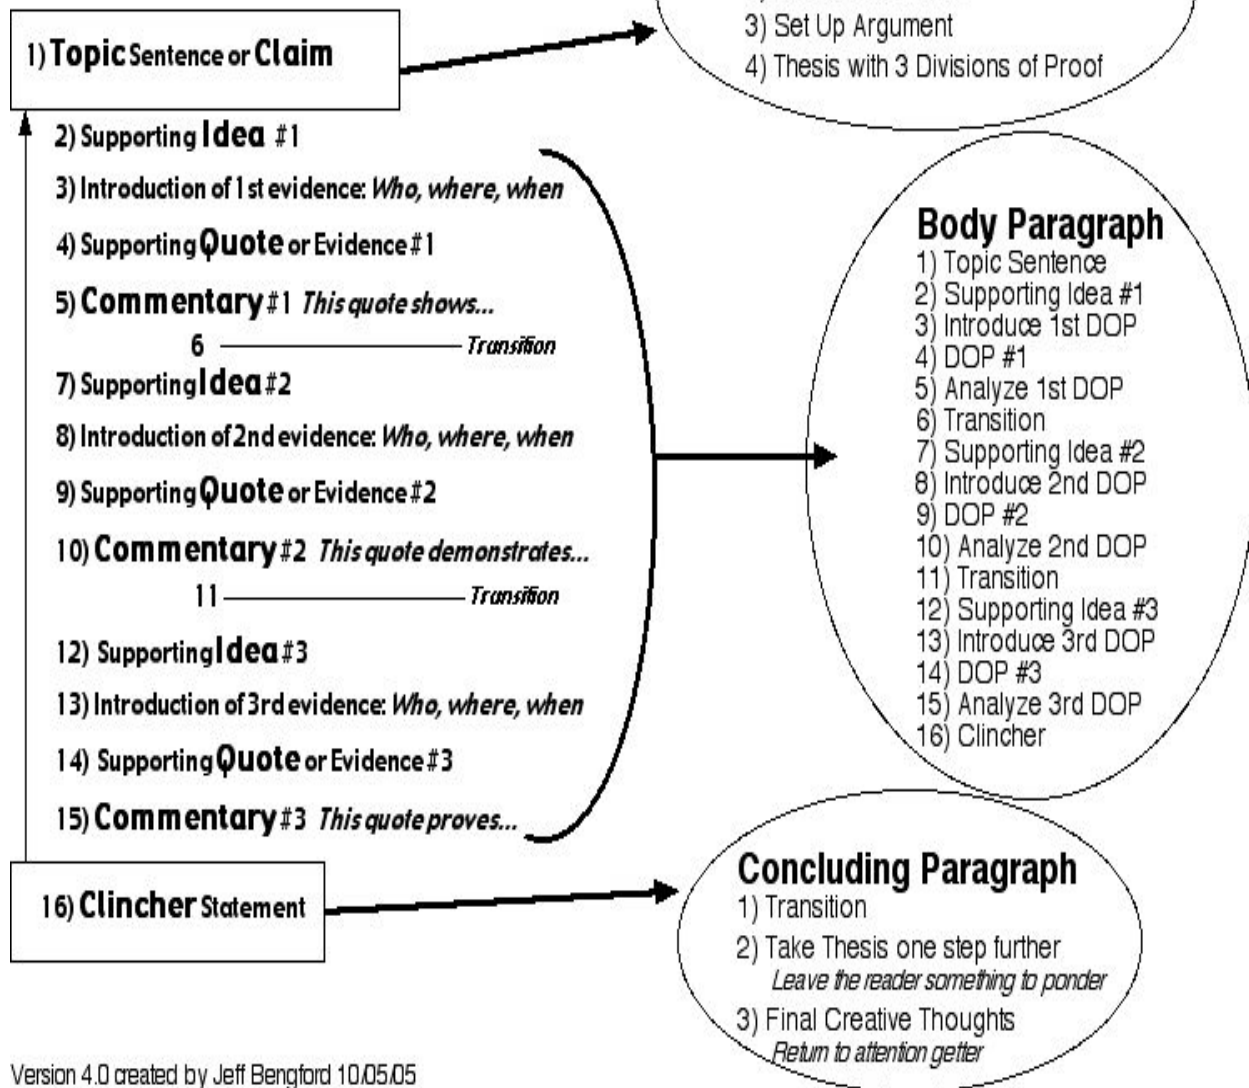 3) Set Up Argument
4) Thesis with 3 Divisions of Proof
1) Topic Sentence or Claim
2) Supporting Idea #1
3) Introduction of 1st evidence: Who, where, when
4) Supporting Quote or Evidence #1
5) Commentary #1 This quote shows...
6 Transition
7) Supporting Idea #2
8) Introduction of 2nd evidence: Who, where, when
9) Supporting Quote or Evidence #2
10) Commentary #2 This quote demonstrates...
11 Transition
12) Supporting Idea #3
13) Introduction of 3rd evidence: Who, where, when
14) Supporting Quote or Evidence #3
15) Commentary #3 This quote proves...
16) Clincher Statement
Body Paragraph
1) Topic Sentence
2) Supporting Idea #1
3) Introduce 1st DOP
4) DOP #1
5) Analyze 1st DOP
6) Transition
7) Supporting Idea #2
8) Introduce 2nd DOP
9) DOP #2
10) Analyze 2nd DOP
11) Transition
12) Supporting Idea #3
13) Introduce 3rd DOP
14) DOP #3
15) Analyze 3rd DOP
16) Clincher
Concluding Paragraph
1) Transition
2) Take Thesis one step further
Leave the reader something to ponder
3) Final Creative Thoughts
Return to attention getter
Version 4.0 created by Jeff Bengford 10/05/05